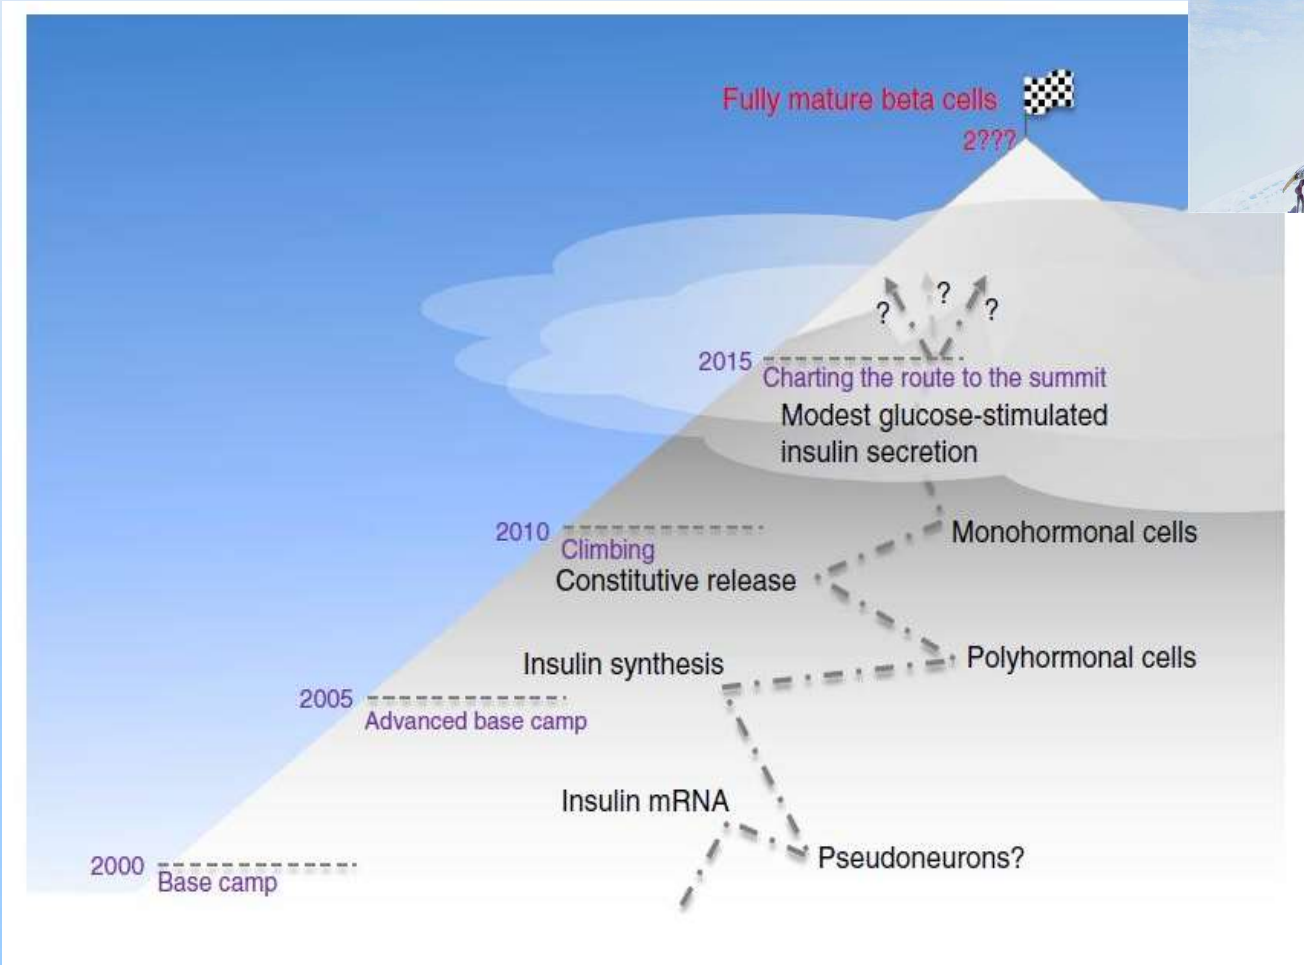 Fully mature beta cells
2???
?
?
?
2015
Charting the route to the summit
Modest glucose-stimulated
insulin secretion
2010
Monohormonal cells
Climbing
Constitutive release
Insulin synthesis
Polyhormonal cells
2005
Advanced base camp
Insulin mRNA
Pseudoneurons?
2000
Base camp